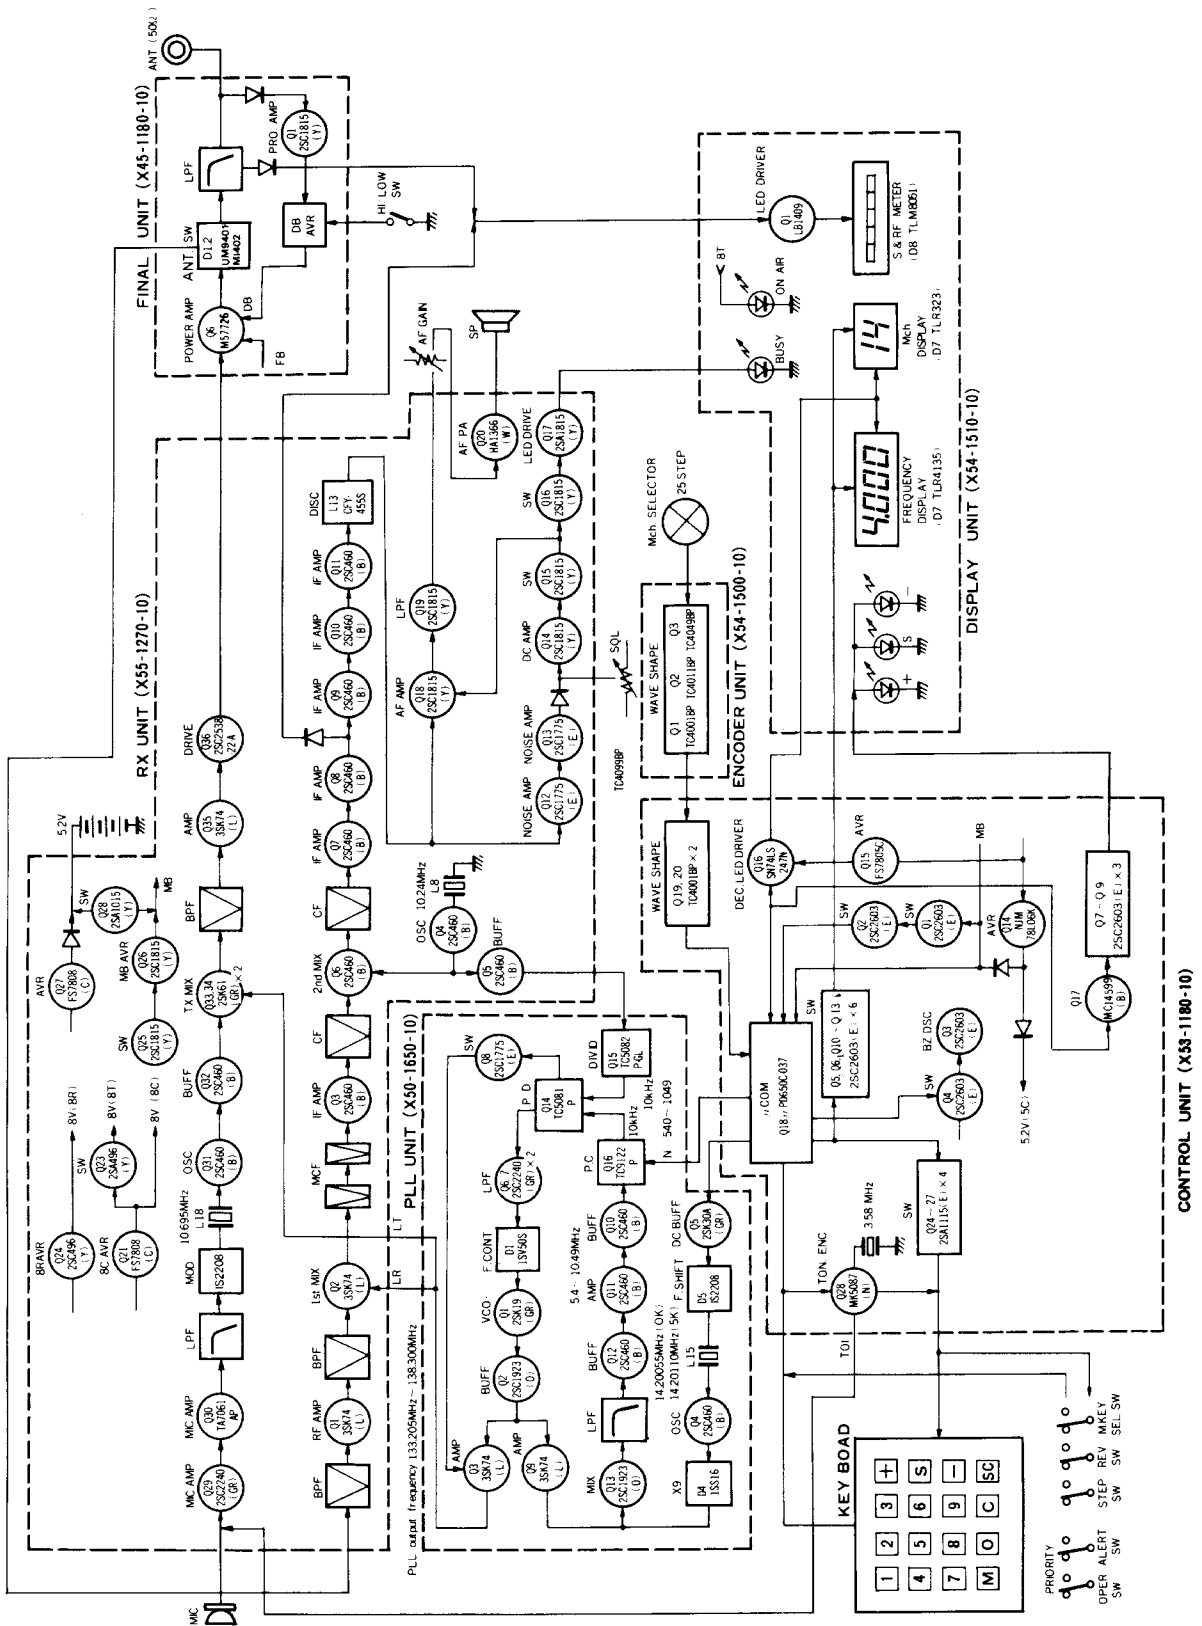 ANT (50Ω)
FINAL UNIT (X45-1180-10)
POWER AMP
Q6
M57726
ANT. SW
D1.2
UM9401
MI402
LPF
PRO AMP
Q1
2SC1815
(Y)
DB
AVR
DB
FB
HI/LOW
SW
RX UNIT (X55-1270-10)
MIC
MIC AMP
Q29
2SC2240
(GR)
MIC AMP
Q30
TA7061
AP
LPF
MOD
1S2208
10.695MHz
L18
OSC
Q31
2SC460
(B)
BUFF
Q32
2SC460
(B)
TX MIX
Q33,34
2SK61
(GR)×2
BPF
AMP
Q35
3SK74
(L)
DRIVE
Q36
2SC2538
22-A
8R AVR
Q24
2SC496
(Y)
8V (8R)
8C AVR
Q21
FS7808
(C)
SW
Q23
2SA496
(Y)
8V (8T)
8V (8C)
SW
Q25
2SC1815
(Y)
MB AVR
Q26
2SC1815
(Y)
MB
AVR
Q27
FS7808
(C)
SW
Q28
2SA1015
(Y)
5.2V
BPF
RF AMP
Q1
3SK74
(L)
BPF
1st MIX
Q2
3SK74
(L)
MCF
IF AMP
Q3
2SC460
(B)
CF
2nd MIX
Q6
2SC460
(B)
CF
IF AMP
Q7
2SC460
(B)
IF AMP
Q8
2SC460
(B)
IF AMP
Q9
2SC460
(B)
IF AMP
Q10
2SC460
(B)
IF AMP
Q11
2SC460
(B)
DISC
L13
CFY-
455S
OSC
Q4
2SC460
(B)
10.24MHz
L8
Q5
2SC460
(B)
BUFF
AF AMP
Q18
2SC1815
(Y)
LPF
Q19
2SC1815
(Y)
AF GAIN
AF PA
Q20
HA1366
(W)
SP
NOISE AMP
Q12
2SC1775
(E)
NOISE AMP
Q13
2SC1775
(E)
DC AMP
Q14
2SC1815
(Y)
SW
Q15
2SC1815
(Y)
SW
Q16
2SC1815
(Y)
LED DRIVE
Q17
2SA1815
(Y)
SQL
LT
LR
PLL output frequency 133.205MHz~138.300MHz
PLL UNIT (X50-1650-10)
AMP
Q3
3SK74
(L)
AMP
Q9
3SK74
(L)
BUFF
Q2
2SC1923
(O)
VCO
Q1
2SK19
(GR)
F.CONT
D1
1SV50S
LPF
Q6,7
2SC2240
(GR)×2
P D
Q14
TC5081
P
SW
Q8
2SC1775
(E)
DIVID
Q15
TC5082
P·GL
10kHz
10kHz
MIX
Q13
2SC1923
(O)
LPF
BUFF
Q12
2SC460
(B)
AMP
Q11
2SC460
(B)
BUFF
Q10
2SC460
(B)
5.4~10.49MHz
P.C
Q16
TC9122
P
N 540~1049
X9
D4
1SS16
OSC
Q4
2SC460
(B)
L15
14.20055MHz(OK)
14.20110MHz(5K)
F.SHIFT
D5
1S2208
DC BUFF
Q5
2SK30A
(GR)
Mch. SELECTOR
25 STEP
ENCODER UNIT (X54-1500-10)
WAVE SHAPE
Q1 Q2 Q3
TC4001BP TC4011BP TC4049BP
TC4099BP
DISPLAY UNIT (X54-1510-10)
LED DRIVER
Q1
LB1409
S & RF METER
(D8 TLM8051)
8T
ON AIR
BUSY
14
Mch
DISPLAY
(D7 TLR323)
4.000
FREQUENCY
DISPLAY
(D7 TLR4135)
+
S
−
CONTROL UNIT (X53-1180-10)
WAVE SHAPE
Q19, 20
TC4001BP×2
DEC. LED DRIVER
Q16
SN74LS
247N
AVR
Q15
FS7805C
SW
Q2
2SC2603
(E)
SW
Q1
2SC2603
(E)
MB
AVR
Q14
NJM
78L06K
μCOM
Q18 μPD650C-037
SW
Q5, Q6, Q10~Q13
2SC2603(E)×6
SW
Q4
2SC2603
(E)
BZ DSC
Q3
2SC2603
(E)
5.2V(5C)
Q17
MC14599
(B)
Q7~Q9
2SC2603(E)×3
SW
Q24~27
2SA1115(E)×4
TON. ENC
Q28
MK5087
(N)
3.58 MHz
TOI
KEY BOAD
1 2 3 +
4 5 6 S
7 8 9 −
M O C SC
PRIORITY
OPER ALERT
SW SW
STEP
SW
REV
SW
M.KEY
SEL SW